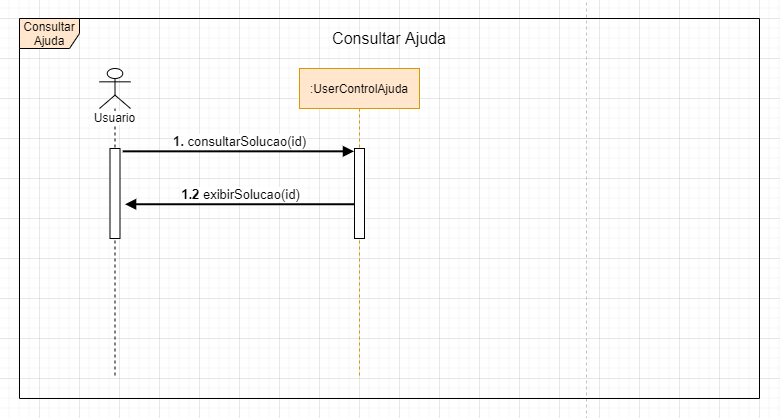 Consultar
Ajuda
Consultar Ajuda
:UserControlAjuda
Usuario
1. consultarSolucao(id)
1.2 exibirSolucao(id)